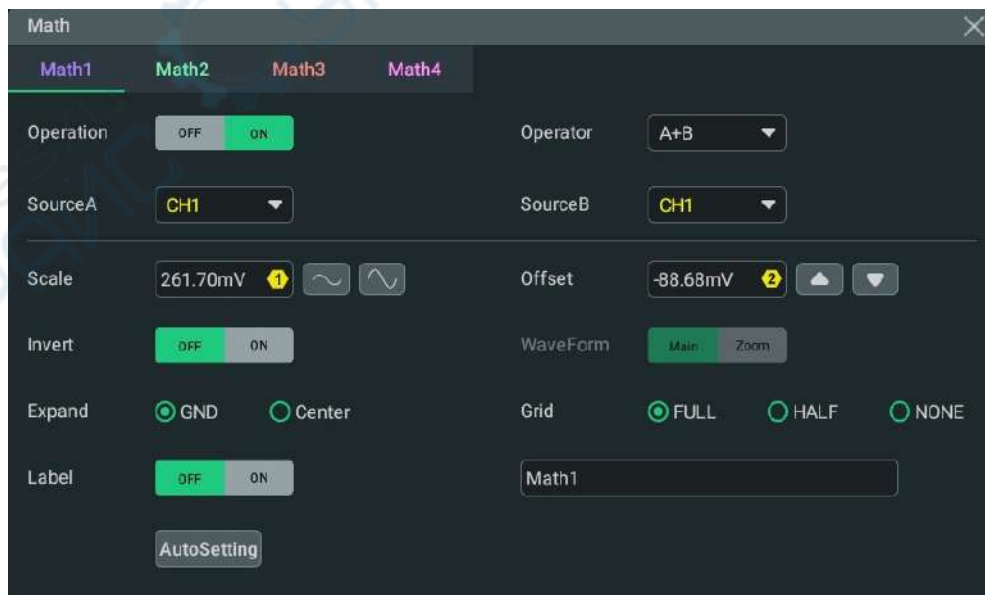 Math
Math1 Math2 Math3 Math4
Operation OFF ON Operator A+B
SourceA CH1 SourceB CH1
Scale 261.70mV 1 Offset -88.68mV 2
Invert OFF ON WaveForm Main Zoom
Expand GND Center Grid FULL HALF NONE
Label OFF ON Math1
AutoSetting